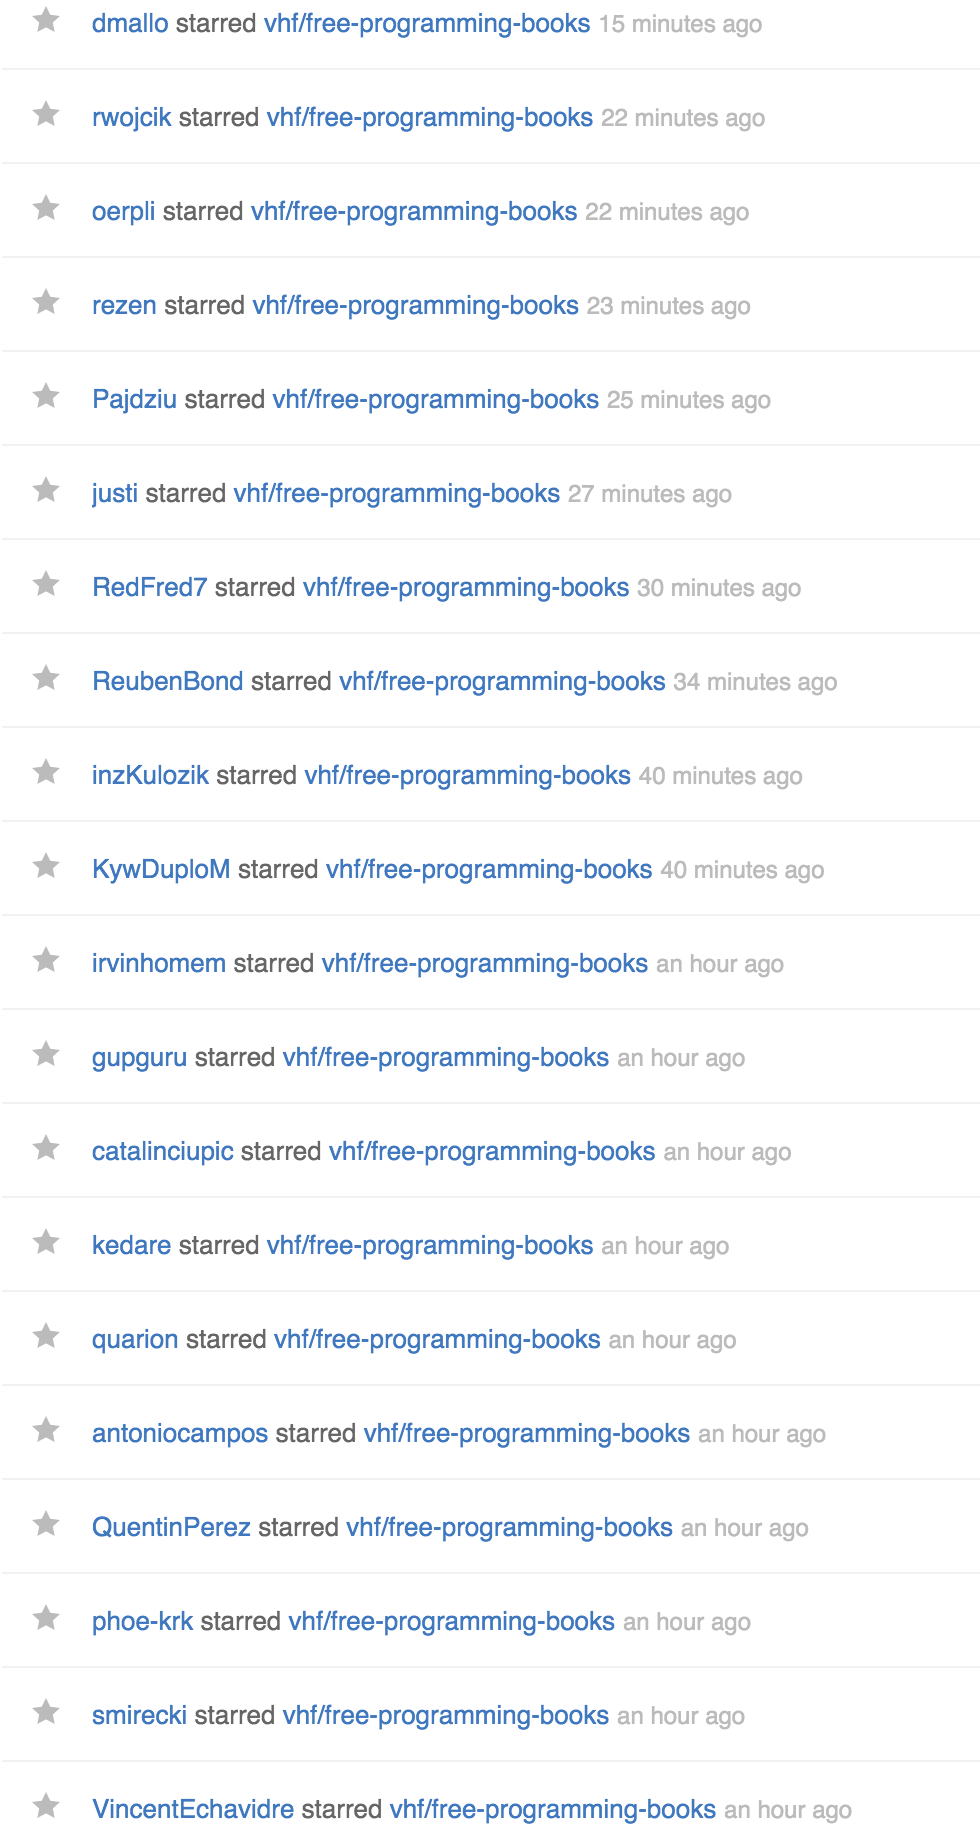 dmallo starred vhf/free-programming-books 15 minutes ago
rwojcik starred vhf/free-programming-books 22 minutes ago
oerpli starred vhf/free-programming-books 22 minutes ago
rezen starred vhf/free-programming-books 23 minutes ago
Pajdziu starred vhf/free-programming-books 25 minutes ago
justi starred vhf/free-programming-books 27 minutes ago
RedFred7 starred vhf/free-programming-books 30 minutes ago
ReubenBond starred vhf/free-programming-books 34 minutes ago
inzKulozik starred vhf/free-programming-books 40 minutes ago
KywDuploM starred vhf/free-programming-books 40 minutes ago
irvinhomem starred vhf/free-programming-books an hour ago
gupguru starred vhf/free-programming-books an hour ago
catalinciupic starred vhf/free-programming-books an hour ago
kedare starred vhf/free-programming-books an hour ago
quarion starred vhf/free-programming-books an hour ago
antoniocampos starred vhf/free-programming-books an hour ago
QuentinPerez starred vhf/free-programming-books an hour ago
phoe-krk starred vhf/free-programming-books an hour ago
smirecki starred vhf/free-programming-books an hour ago
VincentEchavidre starred vhf/free-programming-books an hour ago